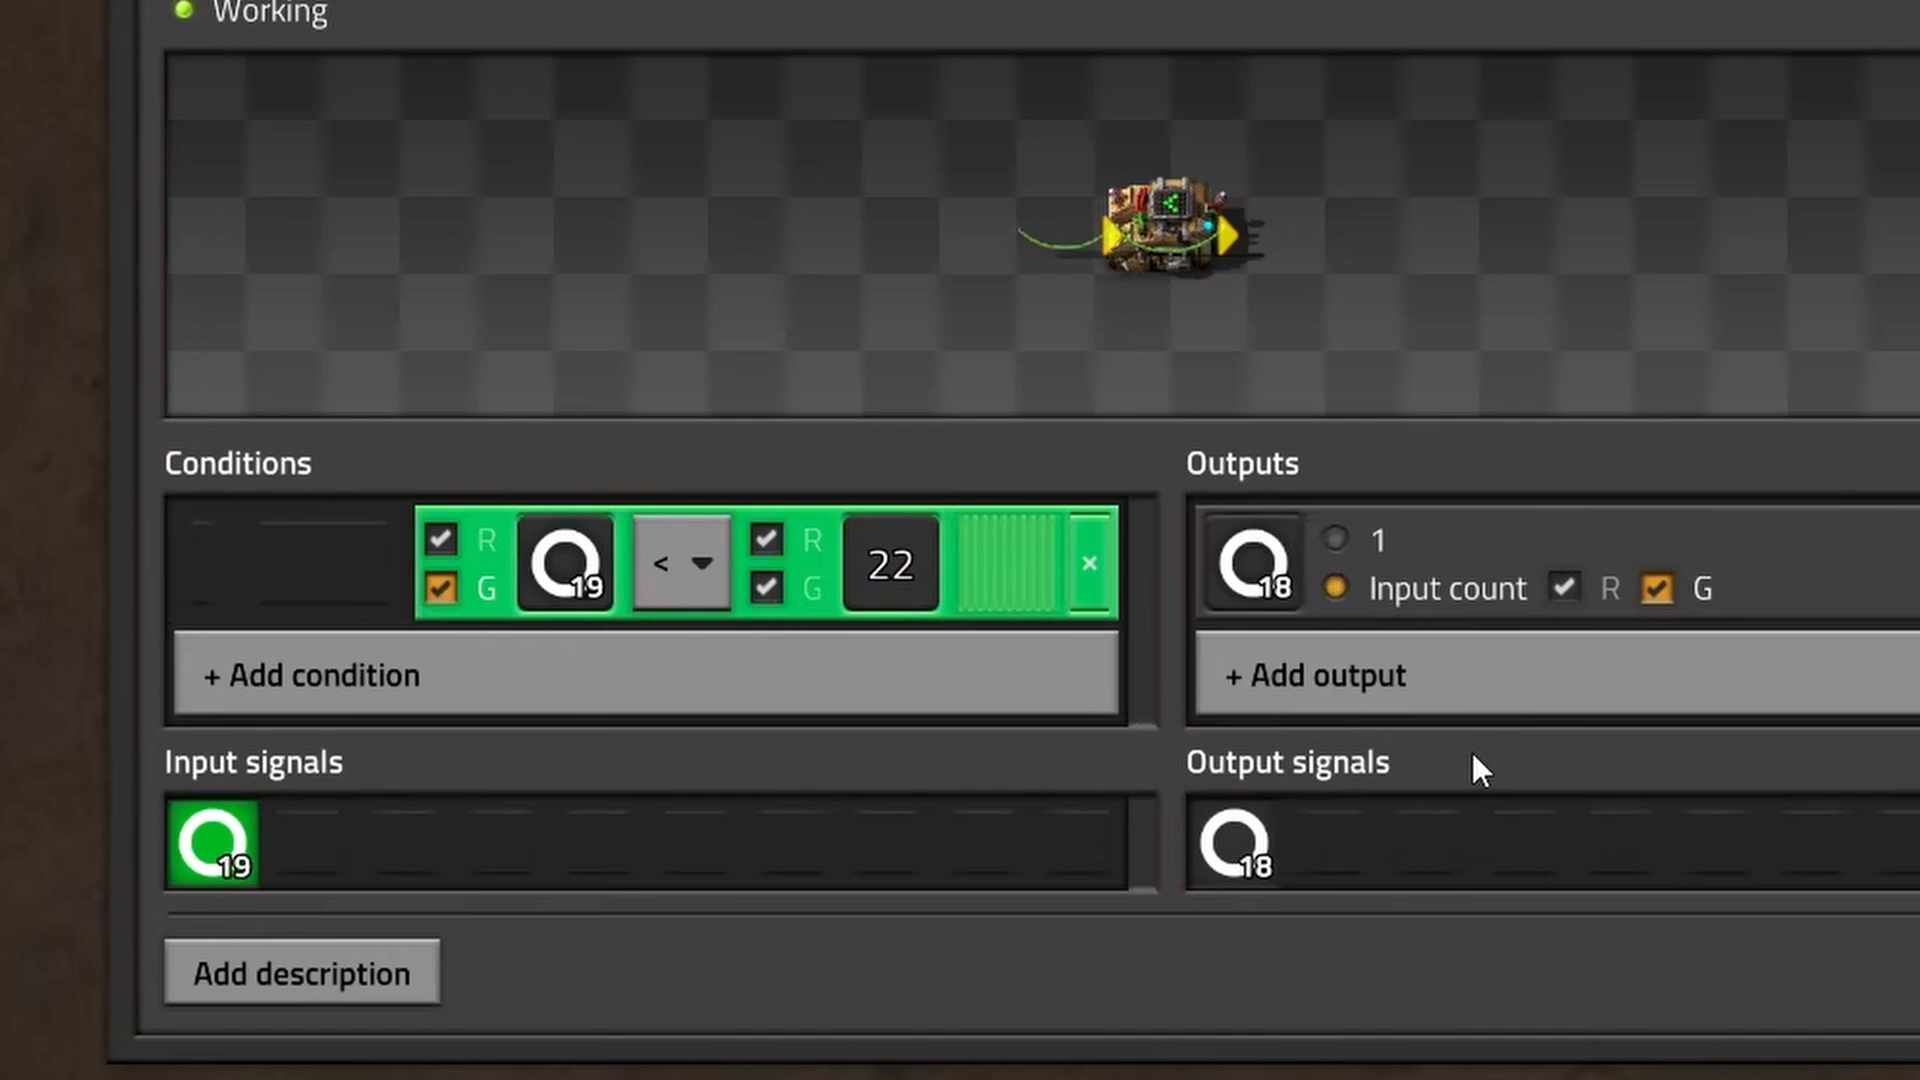 Working
Conditions
R
G
19
<
R
G
22
×
+ Add condition
Outputs
18
1
Input count R G
+ Add output
Input signals
19
Output signals
18
Add description